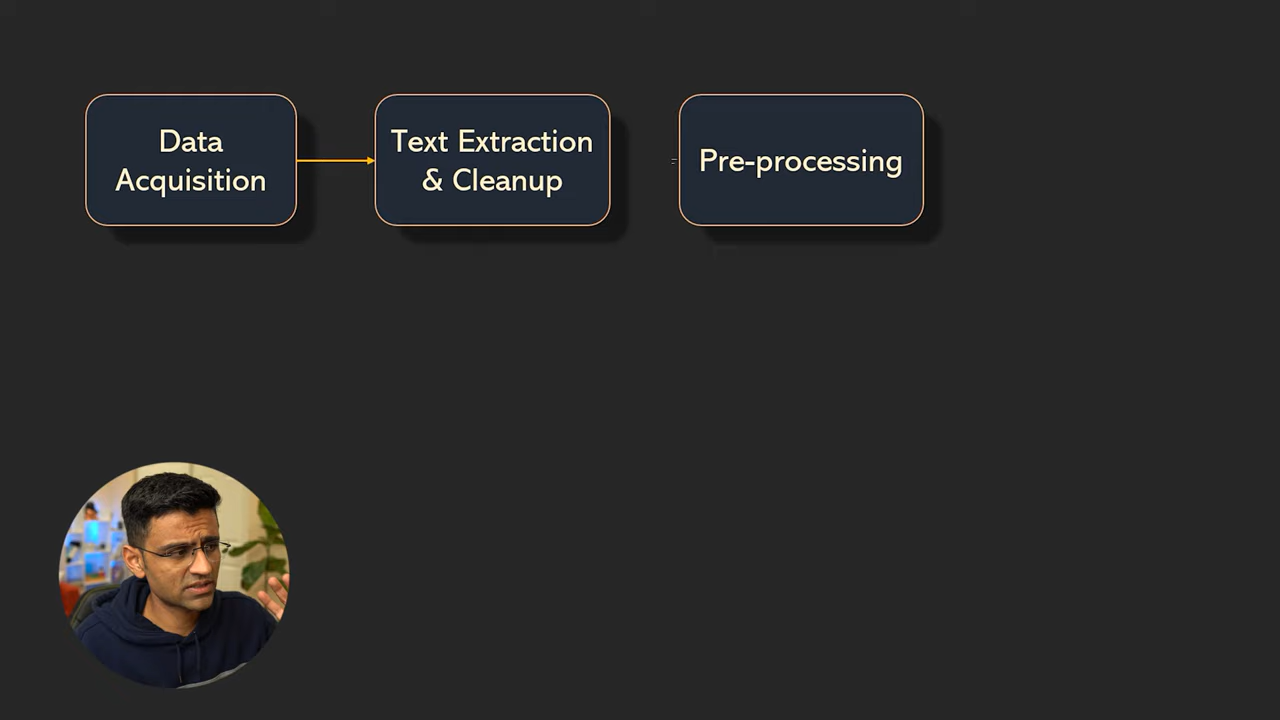 Data
Acquisition
Text Extraction
& Cleanup
Pre-processing